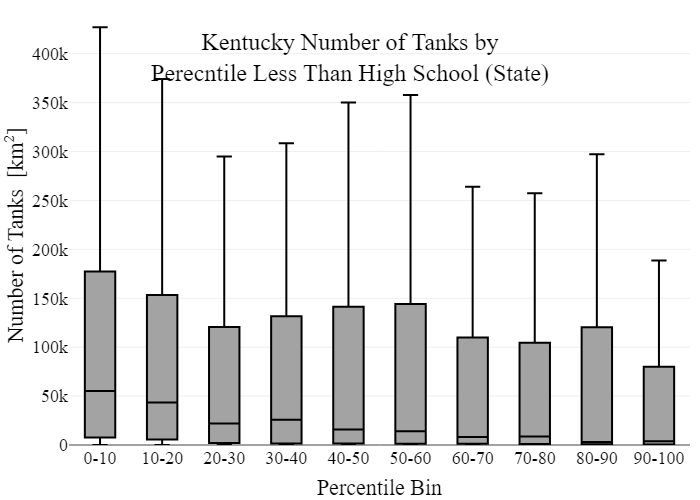 Kentucky Number of Tanks by
Perecntile Less Than High School (State)
Number of Tanks [km²]
400k
350k
300k
250k
200k
150k
100k
50k
0
0-10 10-20 20-30 30-40 40-50 50-60 60-70 70-80 80-90 90-100
Percentile Bin